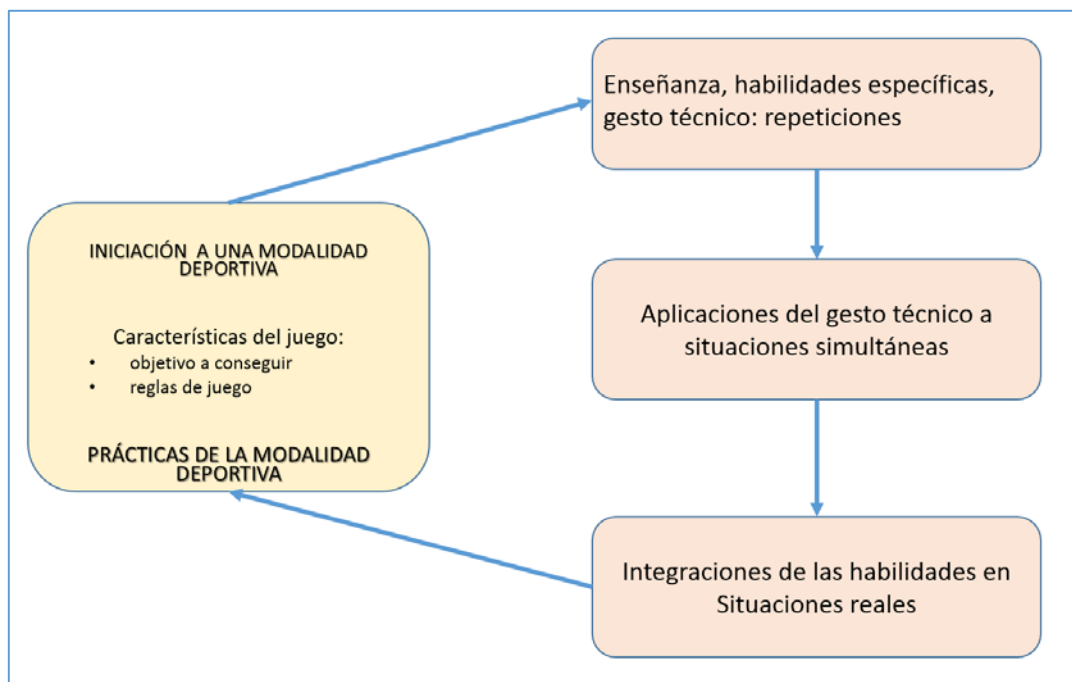 INICIACIÓN A UNA MODALIDAD
DEPORTIVA
Característícas del juego:
• objetivo a conseguir
• reglas de juego
PRÁCTICAS DE LA MODALIDAD
DEPORTIVA
Enseñanza, habilidades específicas,
gesto técnico: repeticiones
Aplicaciones del gesto técnico a
situaciones simultáneas
Integraciones de las habilidades en
Situaciones reales